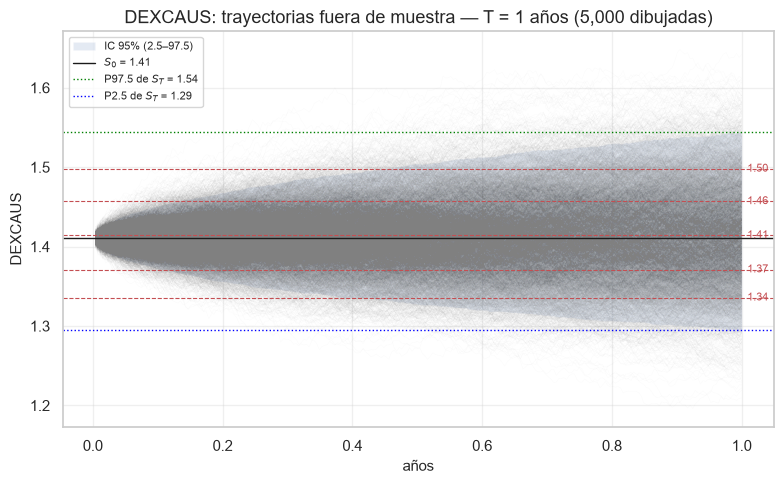 DEXCAUS: trayectorias fuera de muestra — T = 1 años (5,000 dibujadas)
IC 95% (2.5–97.5)
S₀ = 1.41
P97.5 de S_T = 1.54
P2.5 de S_T = 1.29
1.6
1.5
1.4
1.3
1.2
DEXCAUS
1.50
1.46
1.41
1.37
1.34
0.0
0.2
0.4
0.6
0.8
1.0
años